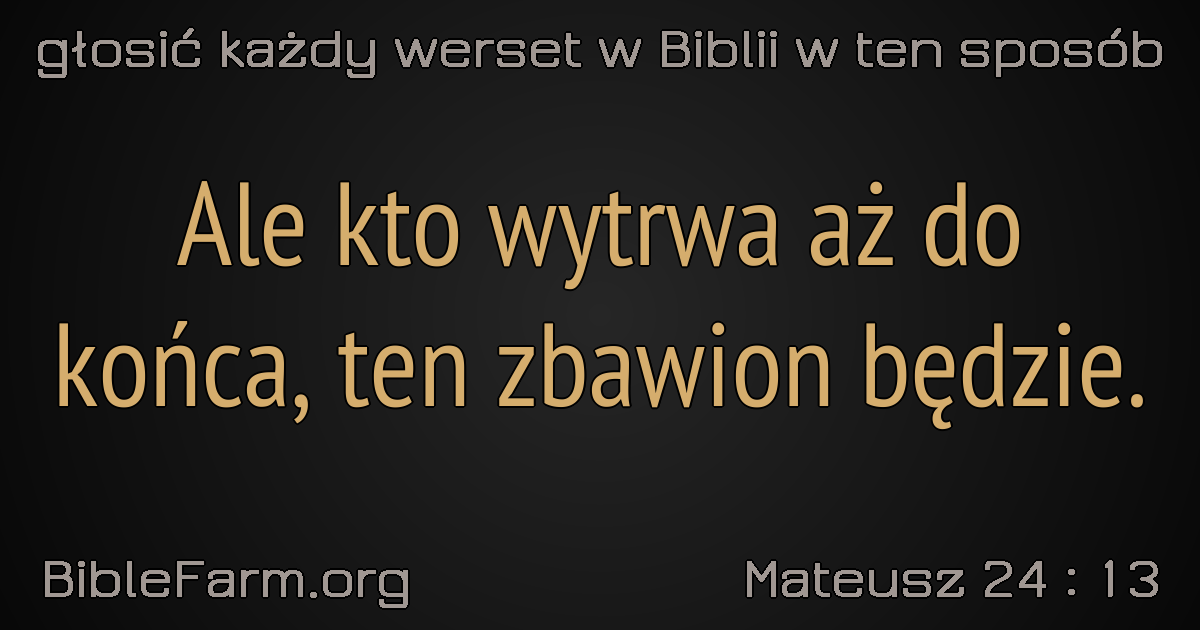 głosić każdy werset w Biblii w ten sposób
Ale kto wytrwa aż do
końca, ten zbawion będzie.
BibleFarm.org
Mateusz 24 : 13